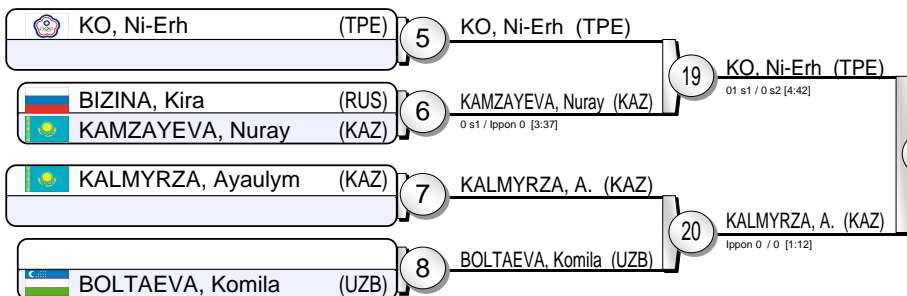 KO, Ni-Erh (TPE)
5
KO, Ni-Erh (TPE)
BIZINA, Kira (RUS)
KAMZAYEVA, Nuray (KAZ)
6
KAMZAYEVA, Nuray (KAZ)
0 s1 / Ippon 0 [3:37]
19
KO, Ni-Erh (TPE)
01 s1 / 0 s2 [4:42]
KALMYRZA, Ayaulym (KAZ)
7
KALMYRZA, A. (KAZ)
BOLTAEVA, Komila (UZB)
8
BOLTAEVA, Komila (UZB)
20
KALMYRZA, A. (KAZ)
Ippon 0 / 0 [1:12]